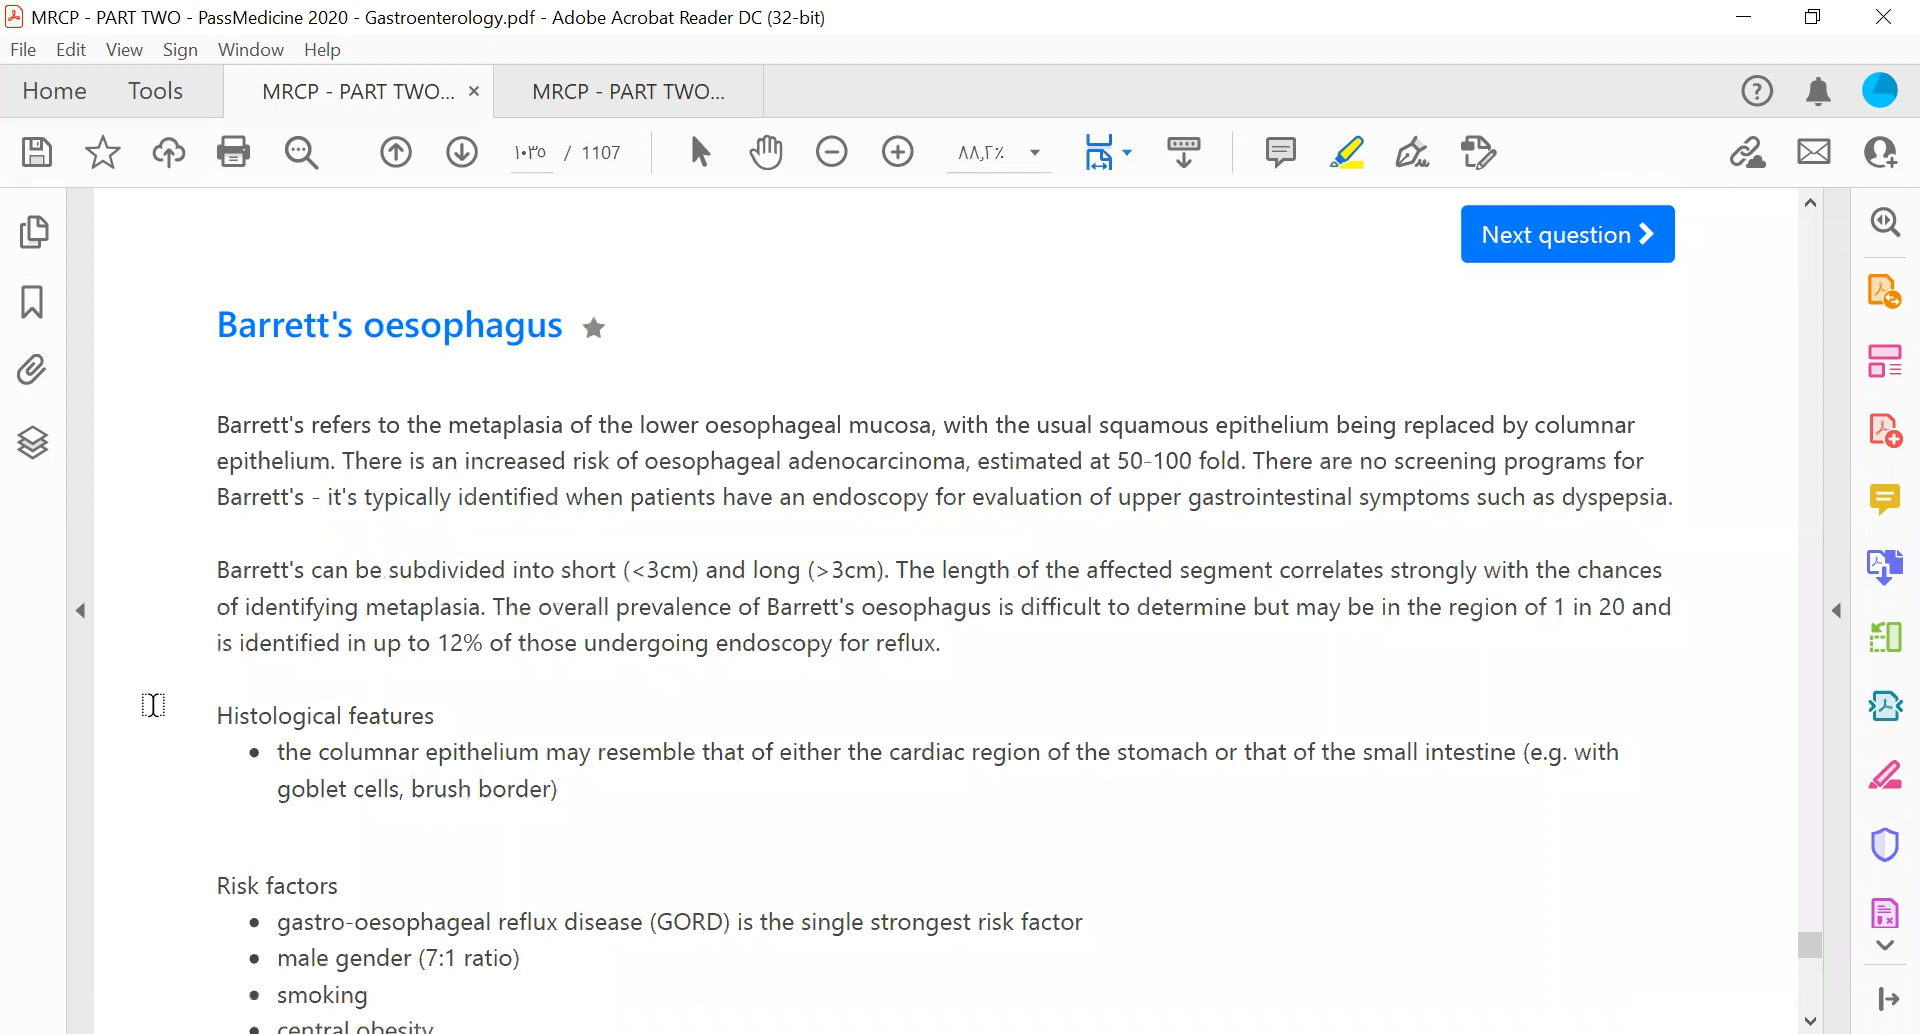 MRCP - PART TWO - PassMedicine 2020 - Gastroenterology.pdf - Adobe Acrobat Reader DC (32-bit)
File Edit View Sign Window Help
Home Tools MRCP - PART TWO... × MRCP - PART TWO...
١٠٣٥ / 1107 ٨٨,٢٪
Next question
Barrett's oesophagus
Barrett's refers to the metaplasia of the lower oesophageal mucosa, with the usual squamous epithelium being replaced by columnar
epithelium. There is an increased risk of oesophageal adenocarcinoma, estimated at 50-100 fold. There are no screening programs for
Barrett's - it's typically identified when patients have an endoscopy for evaluation of upper gastrointestinal symptoms such as dyspepsia.
Barrett's can be subdivided into short (<3cm) and long (>3cm). The length of the affected segment correlates strongly with the chances
of identifying metaplasia. The overall prevalence of Barrett's oesophagus is difficult to determine but may be in the region of 1 in 20 and
is identified in up to 12% of those undergoing endoscopy for reflux.
Histological features
• the columnar epithelium may resemble that of either the cardiac region of the stomach or that of the small intestine (e.g. with
goblet cells, brush border)
Risk factors
• gastro-oesophageal reflux disease (GORD) is the single strongest risk factor
• male gender (7:1 ratio)
• smoking
• central obesity